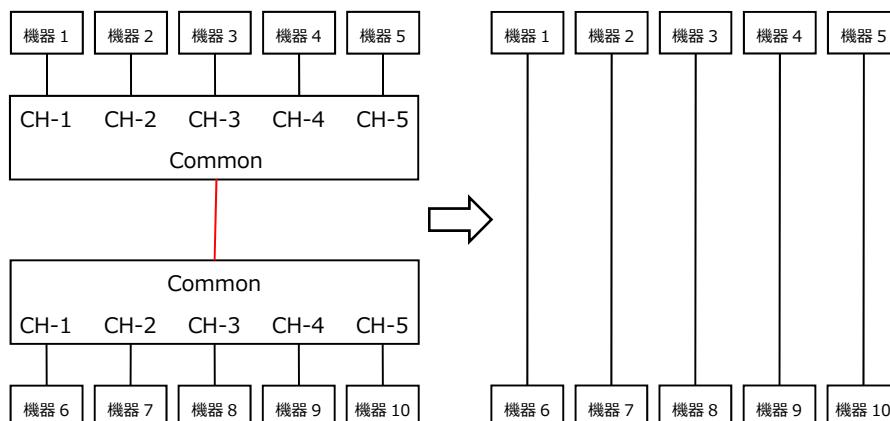 機器 1 機器 2 機器 3 機器 4 機器 5 機器 1 機器 2 機器 3 機器 4 機器 5
CH-1 CH-2 CH-3 CH-4 CH-5
Common
Common
CH-1 CH-2 CH-3 CH-4 CH-5
機器 6 機器 7 機器 8 機器 9 機器 10 機器 6 機器 7 機器 8 機器 9 機器 10